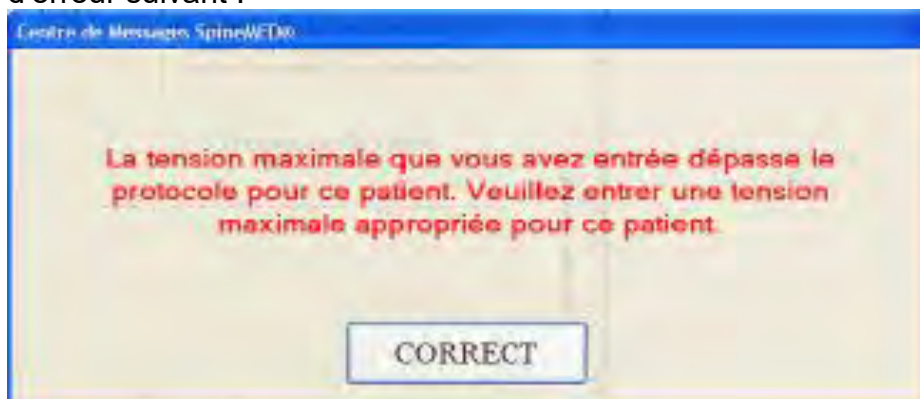 d'erreur suivant :
Centre de Messages SpineMED®
La tension maximale que vous avez entrée dépasse le
protocole pour ce patient. Veuillez entrer une tension
maximale appropriée pour ce patient.
CORRECT